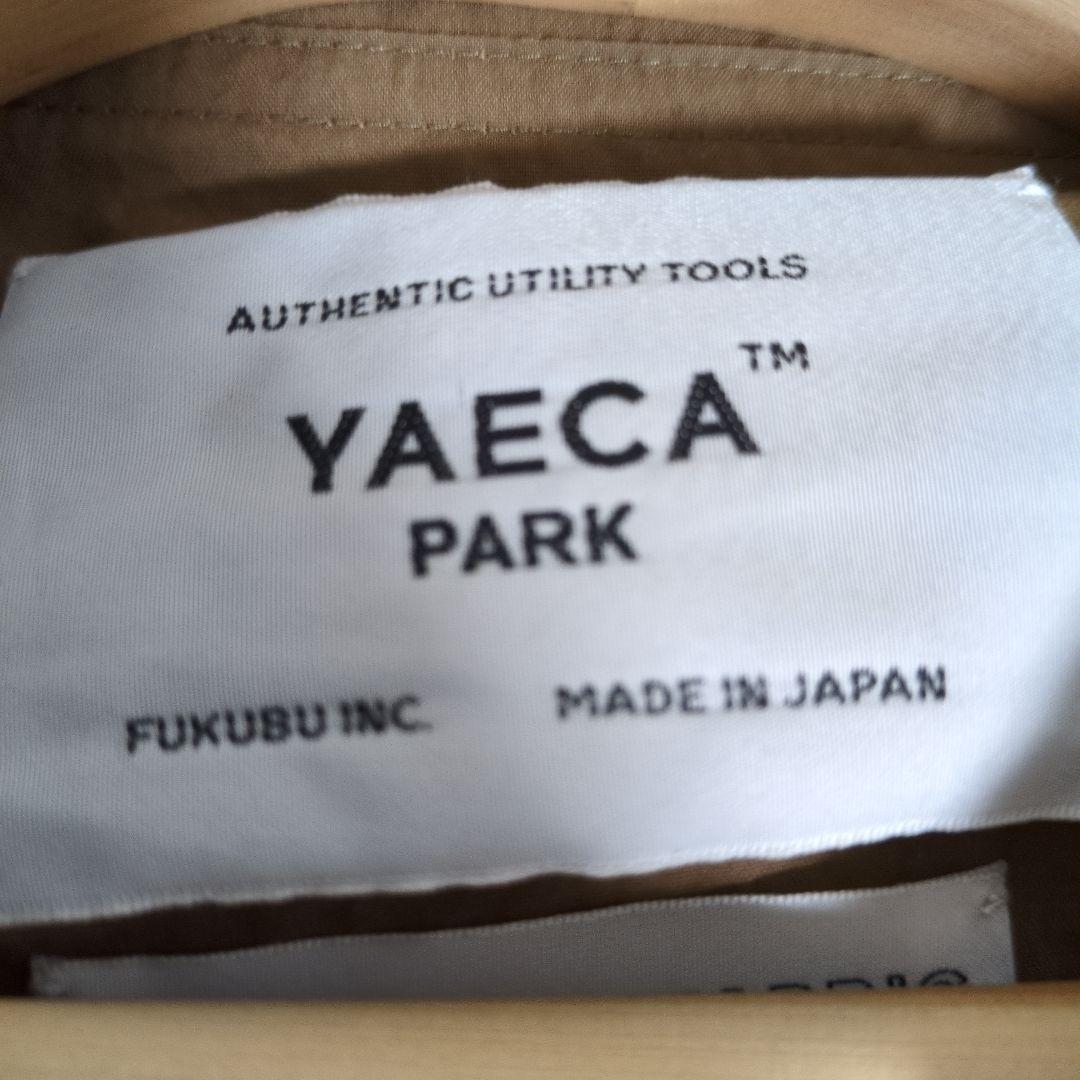 AUTHENTIC UTILITY TOOLS
YAECA™
PARK
FUKUBU INC. MADE IN JAPAN